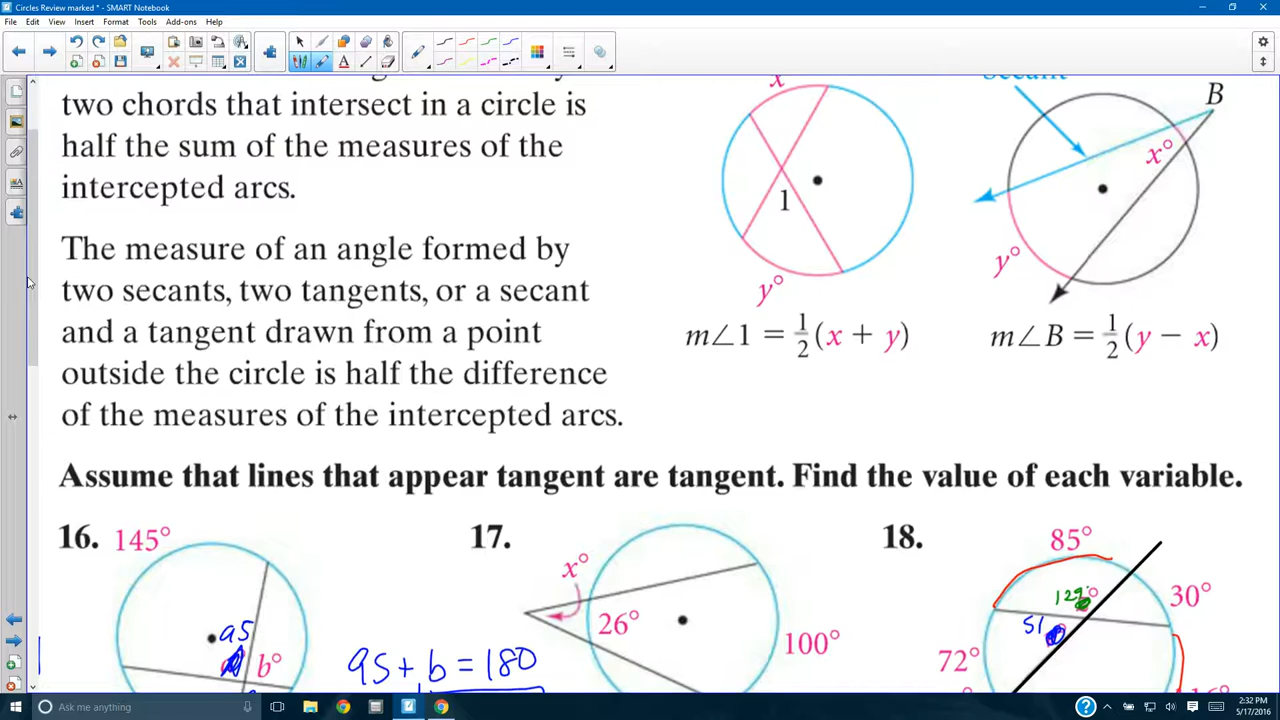 Circles Review marked * - SMART Notebook
File Edit View Insert Format Tools Add-ons Help
two chords that intersect in a circle is
half the sum of the measures of the
intercepted arcs.
The measure of an angle formed by
two secants, two tangents, or a secant
and a tangent drawn from a point
outside the circle is half the difference
of the measures of the intercepted arcs.
x
1
y°
m∠1 = 1/2(x + y)
secant
B
x°
y°
m∠B = 1/2(y − x)
Assume that lines that appear tangent are tangent. Find the value of each variable.
16. 145°
95
b°
95 + b = 180
17.
x°
26°
100°
18.
85°
129°
30°
51
72°
Ask me anything
2:32 PM
5/17/2016